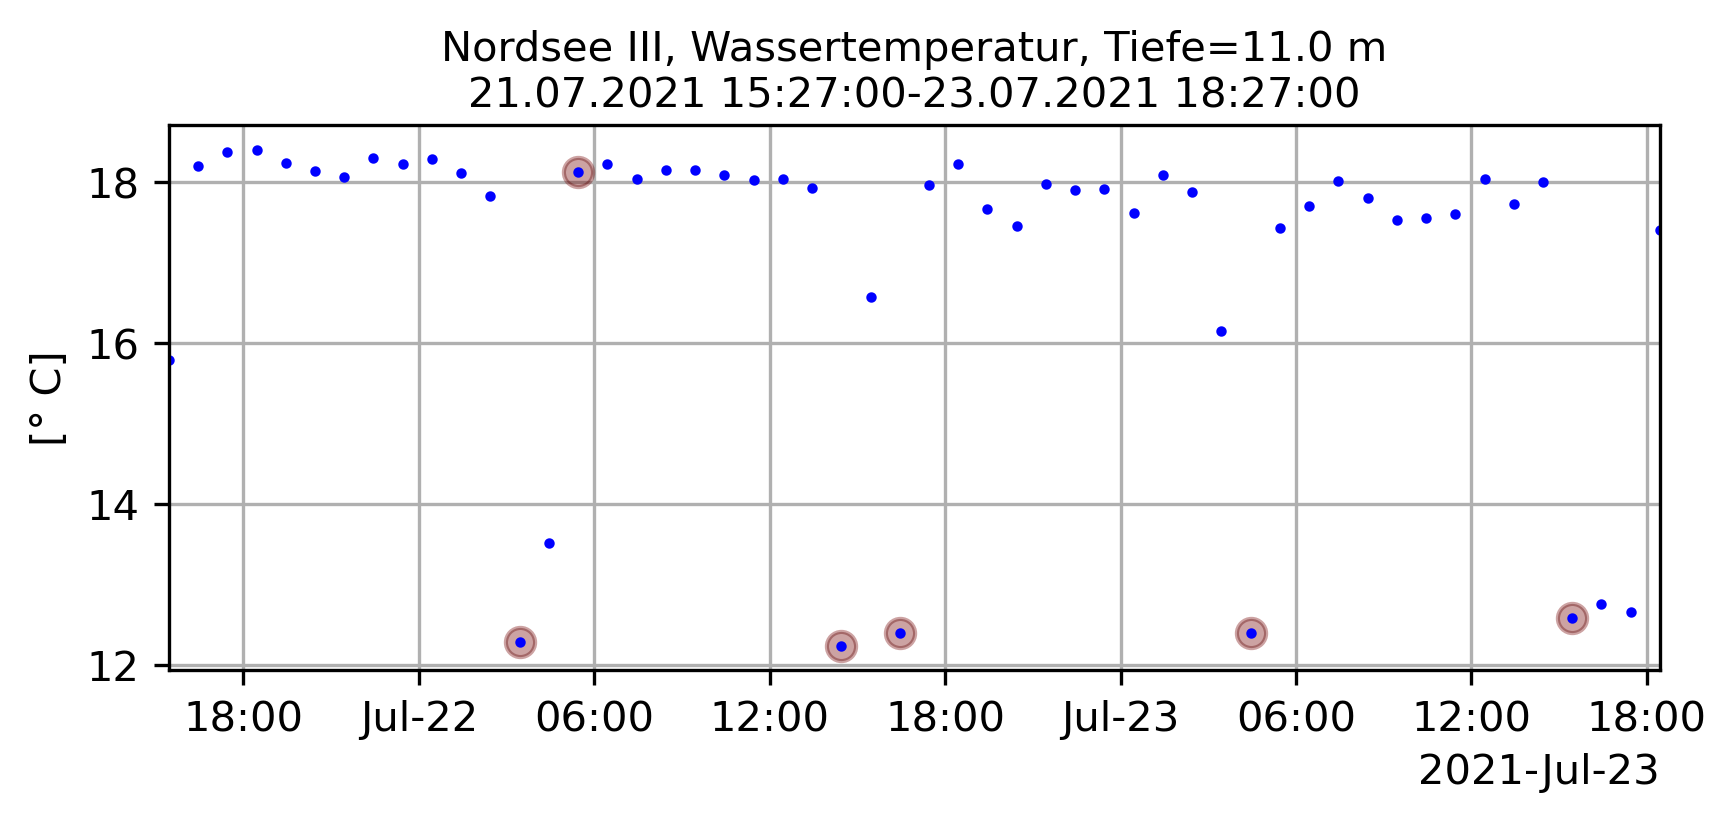 Nordsee III, Wassertemperatur, Tiefe=11.0 m
21.07.2021 15:27:00-23.07.2021 18:27:00
[° C]
18
16
14
12
18:00 Jul-22 06:00 12:00 18:00 Jul-23 06:00 12:00 18:00
2021-Jul-23